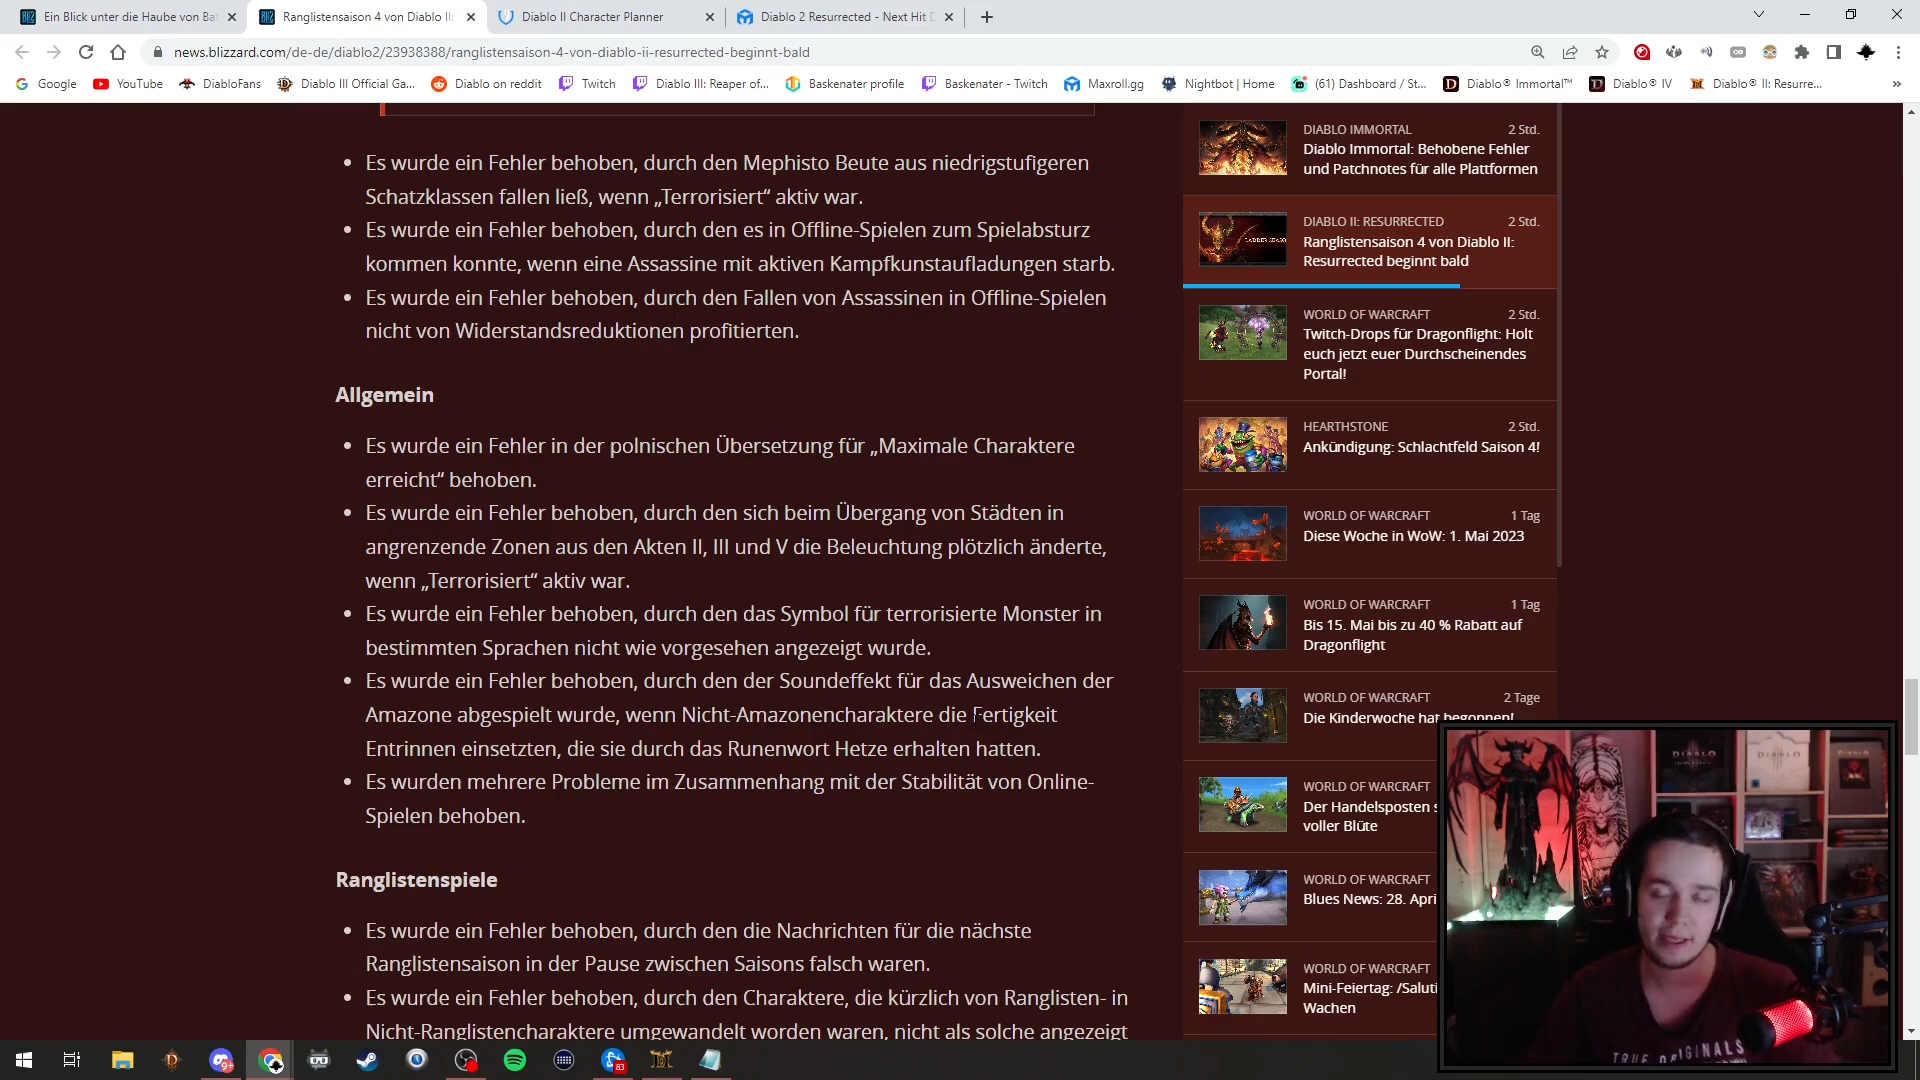 Ein Blick unter die Haube von Ba
Ranglistensaison 4 von Diablo II:
Diablo II Character Planner
Diablo 2 Resurrected - Next Hit D
news.blizzard.com/de-de/diablo2/23938388/ranglistensaison-4-von-diablo-ii-resurrected-beginnt-bald
Google
YouTube
DiabloFans
Diablo III Official Ga...
Diablo on reddit
Twitch
Diablo III: Reaper of...
Baskenater profile
Baskenater - Twitch
Maxroll.gg
Nightbot | Home
(61) Dashboard / St...
Diablo® Immortal™
Diablo® IV
Diablo® II: Resurre...
Es wurde ein Fehler behoben, durch den Mephisto Beute aus niedrigstufigeren
Schatzklassen fallen ließ, wenn „Terrorisiert“ aktiv war.
Es wurde ein Fehler behoben, durch den es in Offline-Spielen zum Spielabsturz
kommen konnte, wenn eine Assassine mit aktiven Kampfkunstaufladungen starb.
Es wurde ein Fehler behoben, durch den Fallen von Assassinen in Offline-Spielen
nicht von Widerstandsreduktionen profitierten.
Allgemein
Es wurde ein Fehler in der polnischen Übersetzung für „Maximale Charaktere
erreicht“ behoben.
Es wurde ein Fehler behoben, durch den sich beim Übergang von Städten in
angrenzende Zonen aus den Akten II, III und V die Beleuchtung plötzlich änderte,
wenn „Terrorisiert“ aktiv war.
Es wurde ein Fehler behoben, durch den das Symbol für terrorisierte Monster in
bestimmten Sprachen nicht wie vorgesehen angezeigt wurde.
Es wurde ein Fehler behoben, durch den der Soundeffekt für das Ausweichen der
Amazone abgespielt wurde, wenn Nicht-Amazonencharaktere die Fertigkeit
Entrinnen einsetzten, die sie durch das Runenwort Hetze erhalten hatten.
Es wurden mehrere Probleme im Zusammenhang mit der Stabilität von Online-
Spielen behoben.
Ranglistenspiele
Es wurde ein Fehler behoben, durch den die Nachrichten für die nächste
Ranglistensaison in der Pause zwischen Saisons falsch waren.
Es wurde ein Fehler behoben, durch den Charaktere, die kürzlich von Ranglisten- in
Nicht-Ranglistencharaktere umgewandelt worden waren, nicht als solche angezeigt
DIABLO IMMORTAL 2 Std.
Diablo Immortal: Behobene Fehler
und Patchnotes für alle Plattformen
DIABLO II: RESURRECTED 2 Std.
Ranglistensaison 4 von Diablo II:
Resurrected beginnt bald
WORLD OF WARCRAFT 2 Std.
Twitch-Drops für Dragonflight: Holt
euch jetzt euer Durchscheinendes
Portal!
HEARTHSTONE 2 Std.
Ankündigung: Schlachtfeld Saison 4!
WORLD OF WARCRAFT 1 Tag
Diese Woche in WoW: 1. Mai 2023
WORLD OF WARCRAFT 1 Tag
Bis 15. Mai bis zu 40 % Rabatt auf
Dragonflight
WORLD OF WARCRAFT 2 Tage
Die Kinderwoche hat begonnen!
WORLD OF WARCRAFT
Der Handelsposten s
voller Blüte
WORLD OF WARCRAFT
Blues News: 28. Apri
WORLD OF WARCRAFT
Mini-Feiertag: /Saluti
Wachen
DIABLO
DIABLO
TRUE ORIGINALS
9+
83